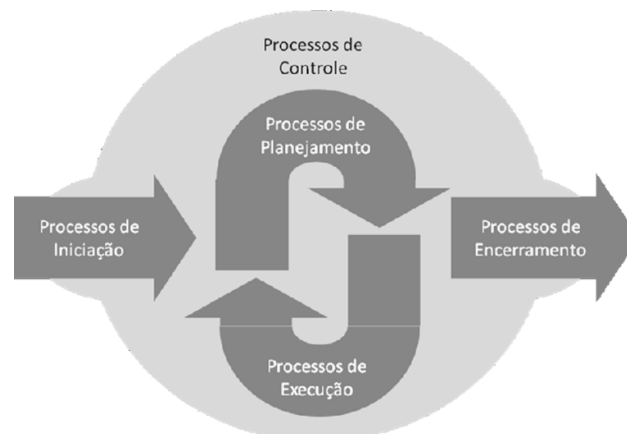 Processos de
Controle
Processos de
Planejamento
Processos de
Iniciação
Processos de
Encerramento
Processos de
Execução